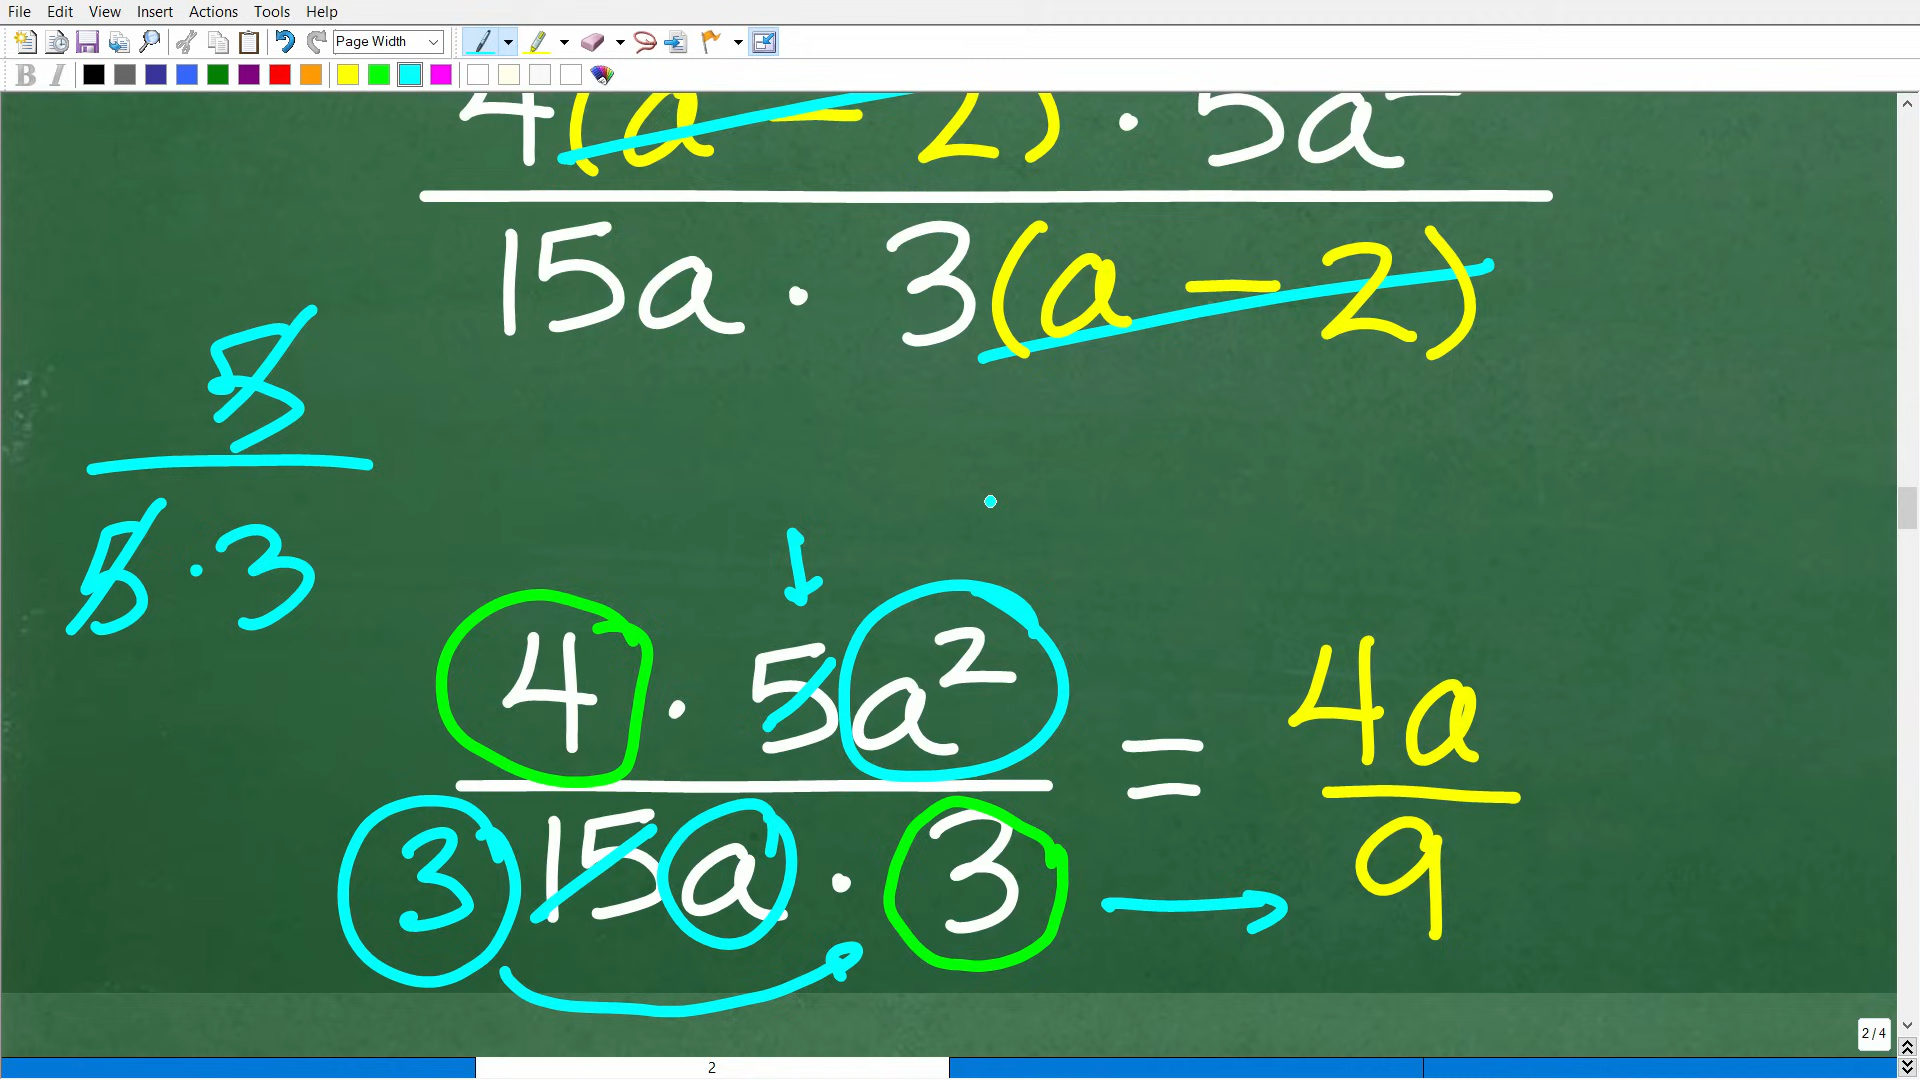 File Edit View Insert Actions Tools Help
Page Width
B I
4(a - 2) · 5a²
15a · 3(a - 2)
5
5 · 3
4 · 5a² = 4a
3 15a · 3 9
2 / 4
2